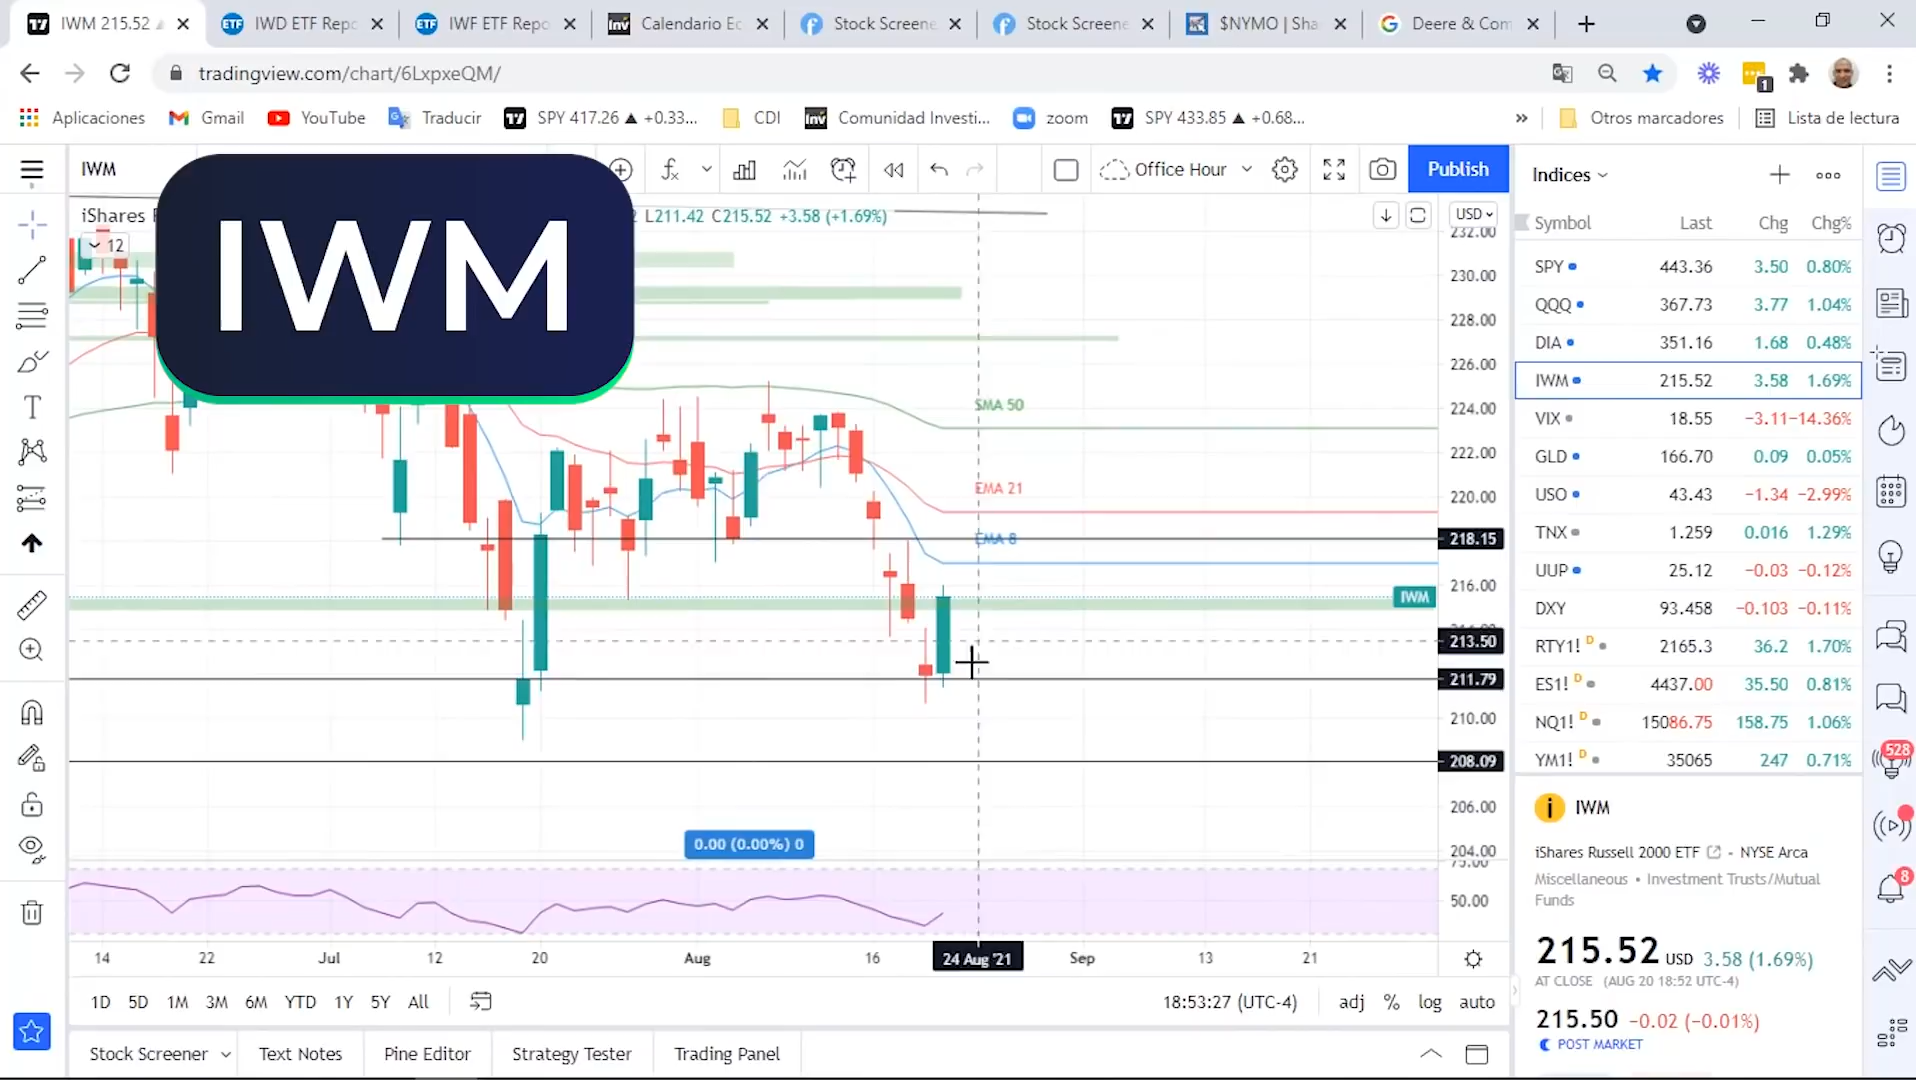 IWM 215.52
IWD ETF Repo
IWF ETF Repo
Calendario Ec
Stock Screene
Stock Screene
$NYMO | Sha
Deere & Com
tradingview.com/chart/6LxpxeQM/
1
Aplicaciones
Gmail
YouTube
Traducir
SPY 417.26 ▲ +0.33...
CDI
Comunidad Investi...
zoom
SPY 433.85 ▲ +0.68...
»
Otros marcadores
Lista de lectura
IWM
Office Hour
Publish
iShares
L211.42 C215.52 +3.58 (+1.69%)
12
IWM
USD
232.00
230.00
228.00
226.00
224.00
222.00
220.00
218.15
216.00
IWM
213.50
211.79
210.00
208.09
206.00
204.00
75.00
50.00
SMA 50
EMA 21
EMA 8
0.00 (0.00%) 0
14
22
Jul
12
20
Aug
16
24 Aug '21
Sep
13
21
1D 5D 1M 3M 6M YTD 1Y 5Y All
18:53:27 (UTC-4)
adj % log auto
Stock Screener
Text Notes
Pine Editor
Strategy Tester
Trading Panel
Indices
Symbol Last Chg Chg%
SPY 443.36 3.50 0.80%
QQQ 367.73 3.77 1.04%
DIA 351.16 1.68 0.48%
IWM 215.52 3.58 1.69%
VIX 18.55 −3.11 −14.36%
GLD 166.70 0.09 0.05%
USO 43.43 −1.34 −2.99%
TNX 1.259 0.016 1.29%
UUP 25.12 −0.03 −0.12%
DXY 93.458 −0.103 −0.11%
RTY1! D 2165.3 36.2 1.70%
ES1! D 4437.00 35.50 0.81%
NQ1! D 15086.75 158.75 1.06%
YM1! D 35065 247 0.71%
IWM
iShares Russell 2000 ETF - NYSE Arca
Miscellaneous • Investment Trusts/Mutual
Funds
215.52 USD 3.58 (1.69%)
AT CLOSE (AUG 20 18:52 UTC-4)
215.50 −0.02 (−0.01%)
POST MARKET
528
8